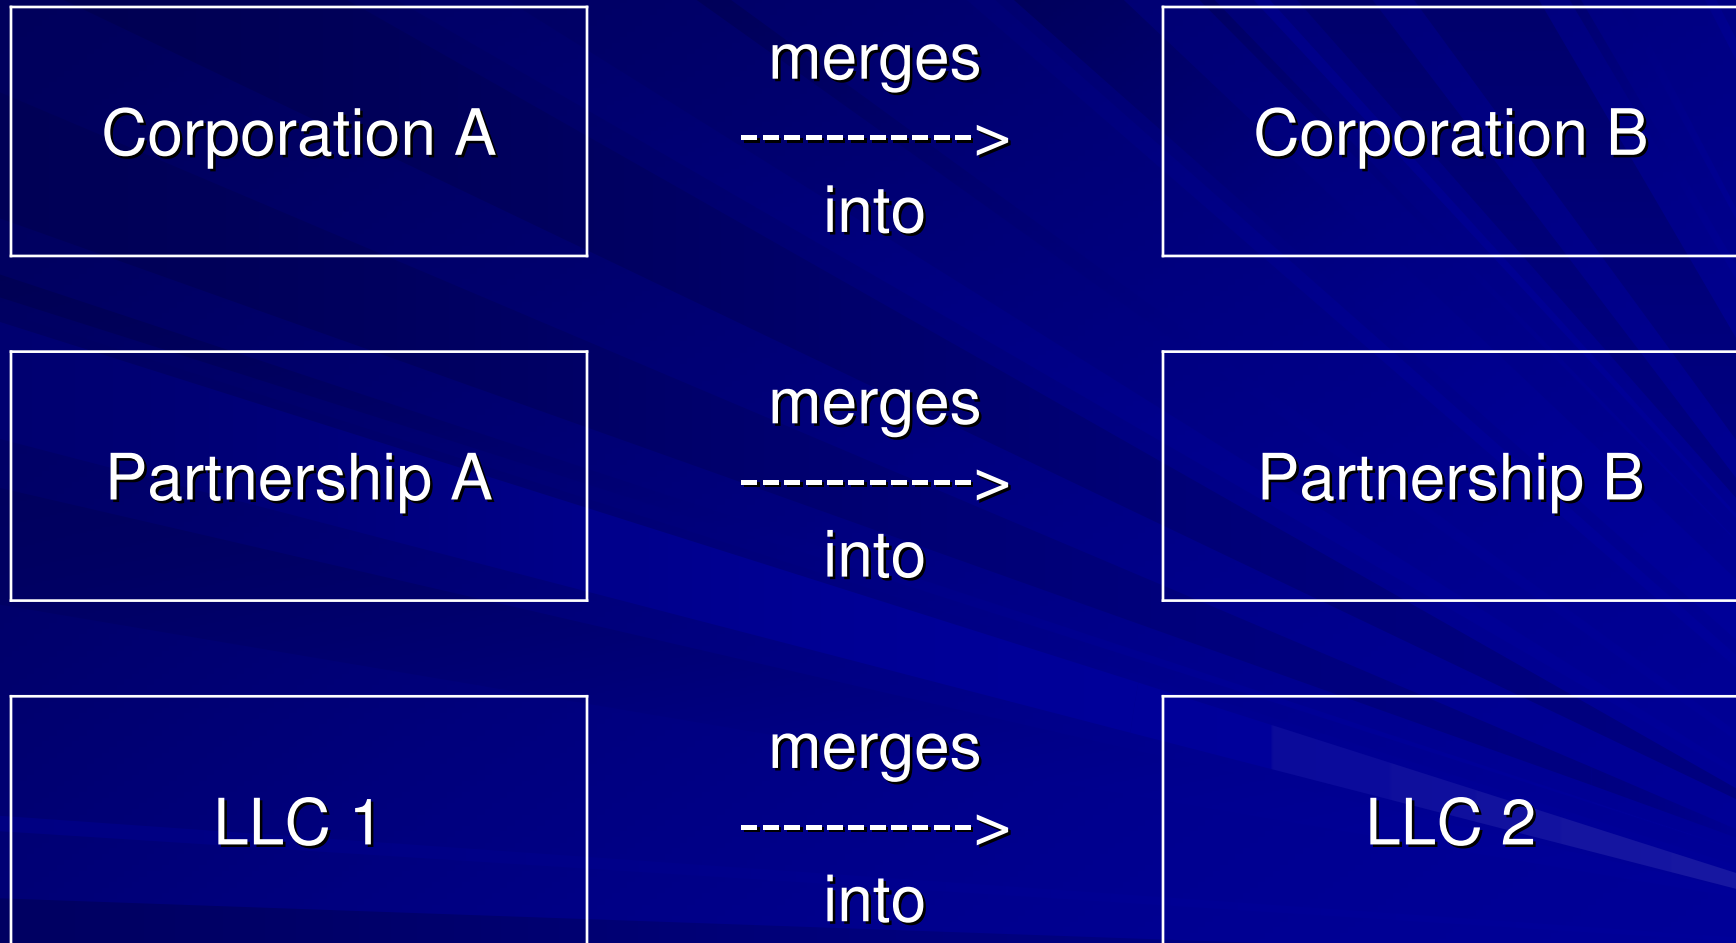 Corporation A
merges
----------->
into
Corporation B
Partnership A
merges
----------->
into
Partnership B
LLC 1
merges
----------->
into
LLC 2